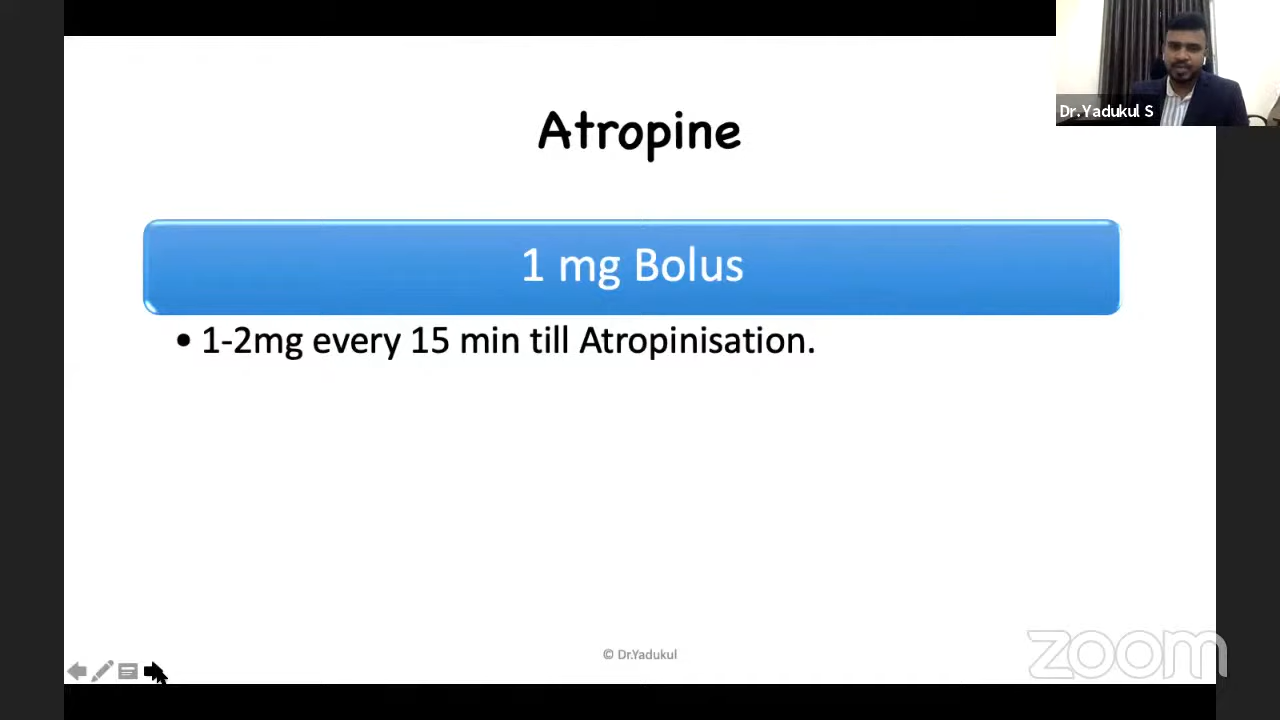 Dr.Yadukul S
Atropine
1 mg Bolus
• 1-2mg every 15 min till Atropinisation.
© Dr.Yadukul
zoom